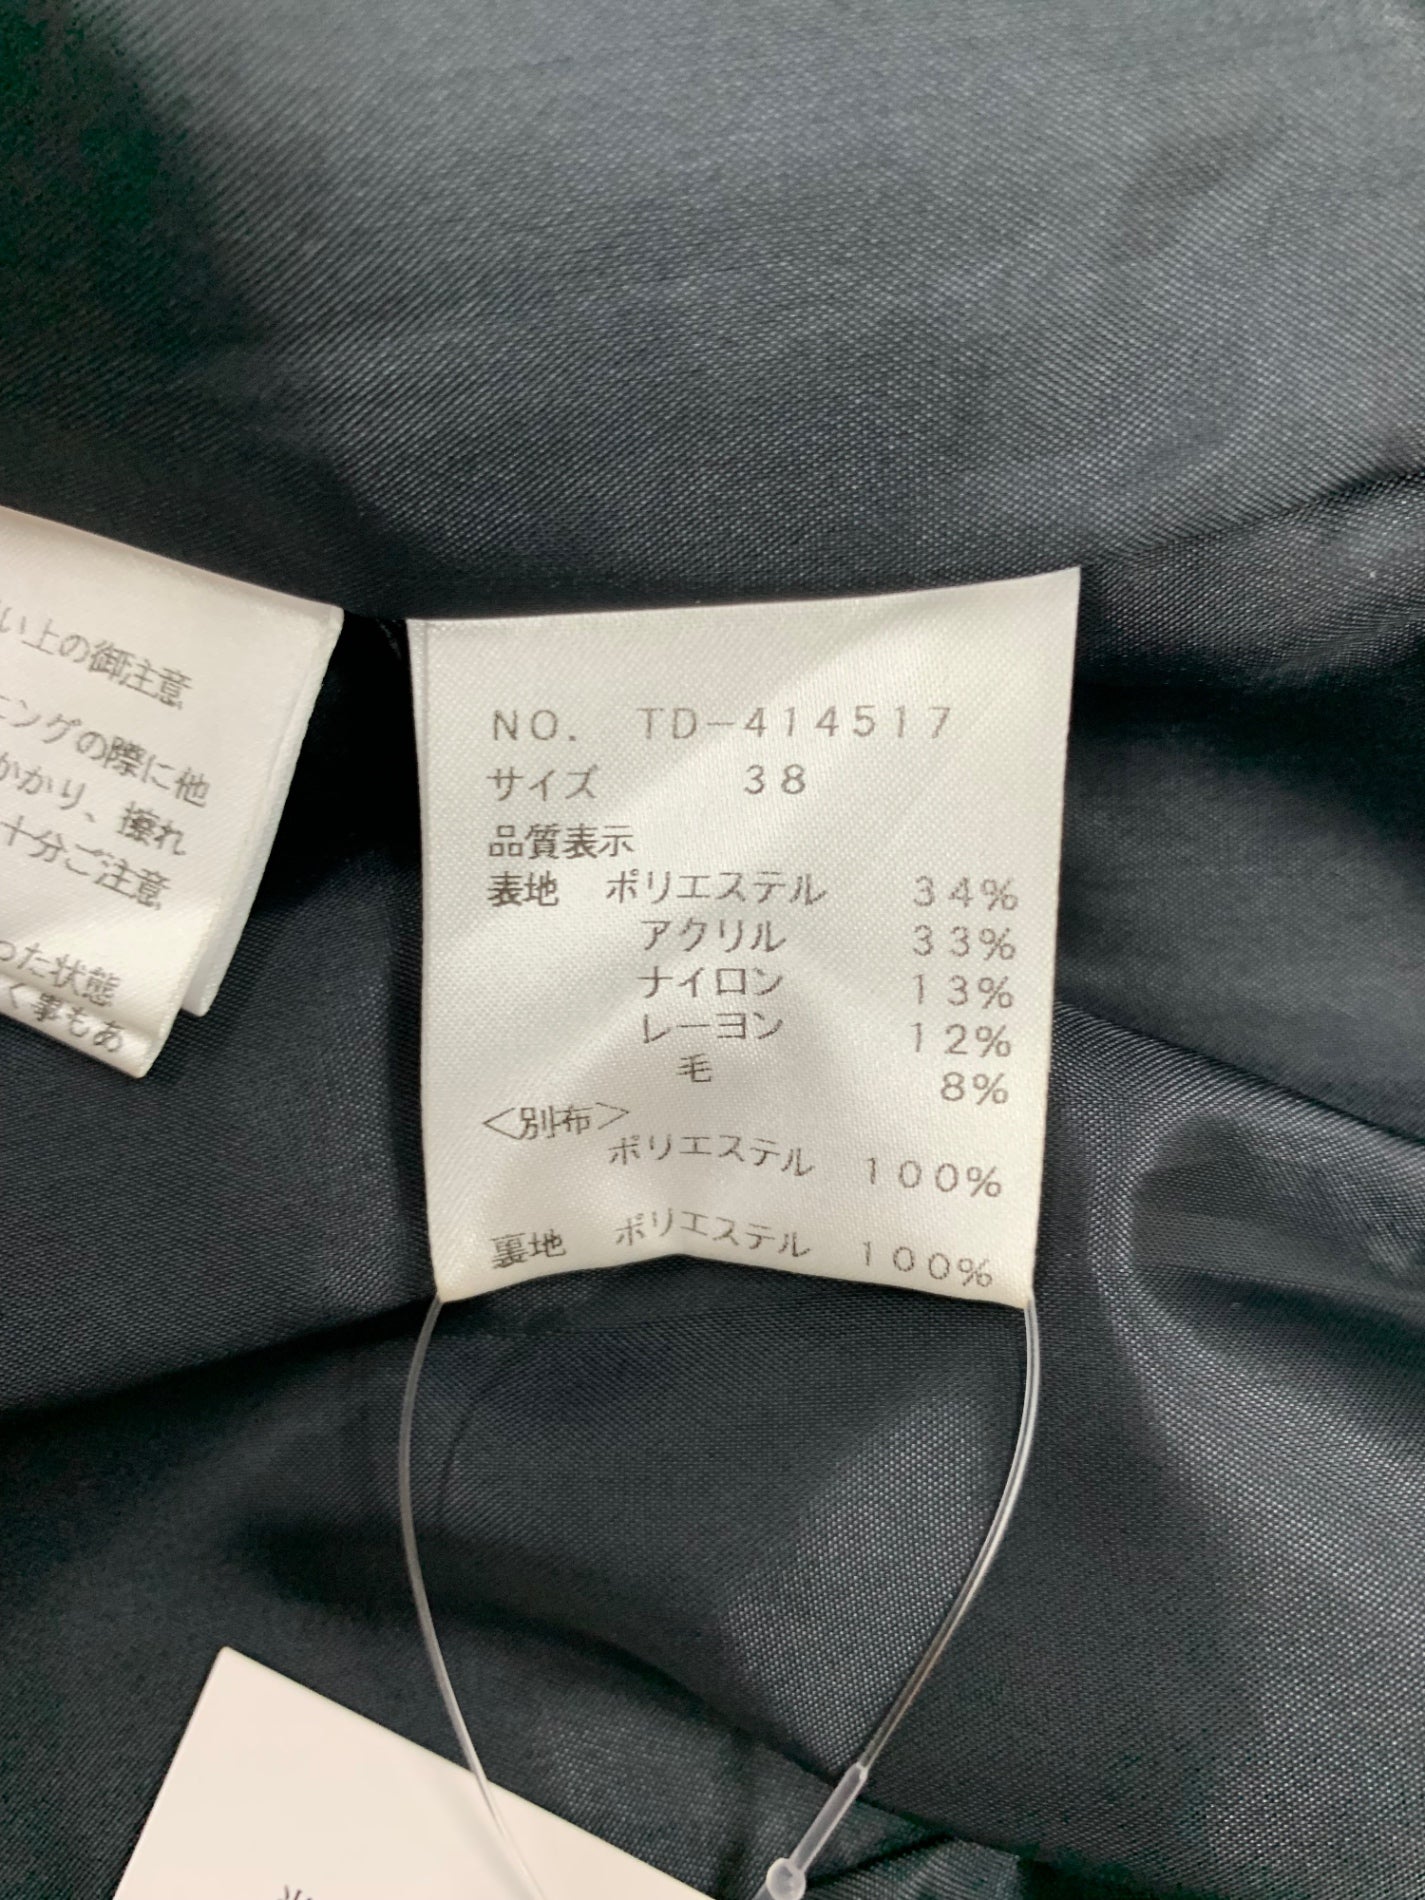 い上の御注意
ニングの際に他
かかり、擦れ
十分ご注意
った状態
く事もあ
NO. TD-414517
サイズ 38
品質表示
表地 ポリエステル 34%
アクリル 33%
ナイロン 13%
レーヨン 12%
毛 8%
<別布>
ポリエステル 100%
裏地 ポリエステル 100%